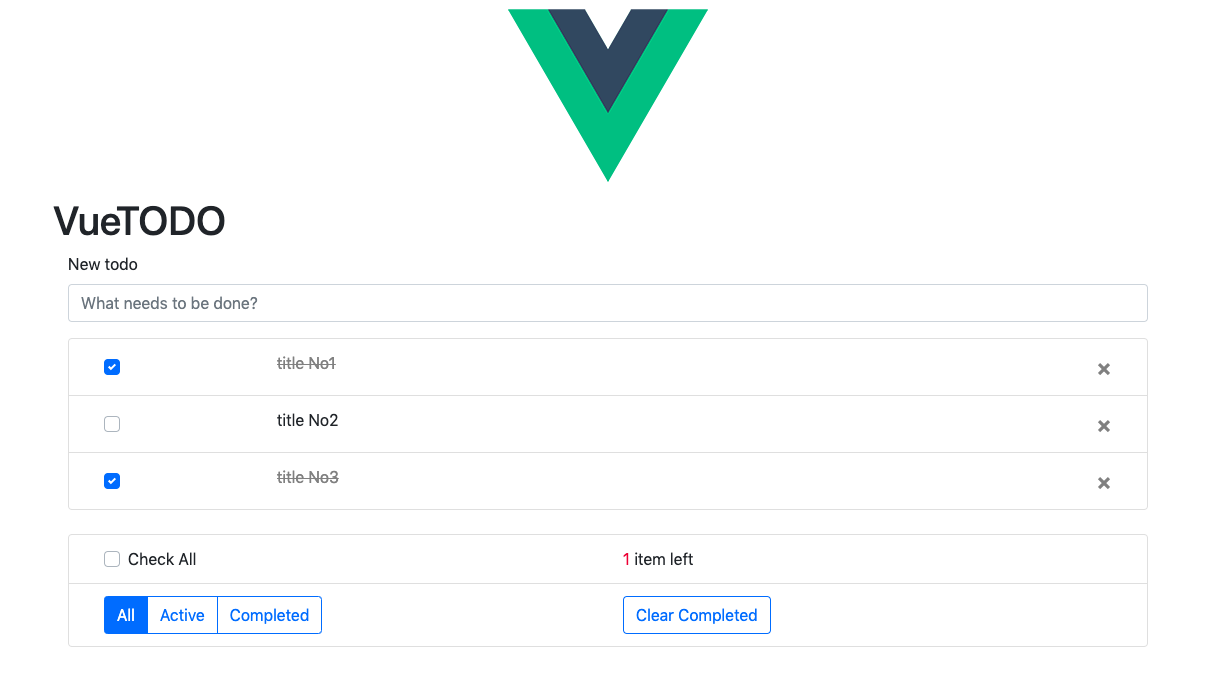 VueTODO
New todo
What needs to be done?
title No1
title No2
title No3
Check All
1 item left
All Active Completed
Clear Completed